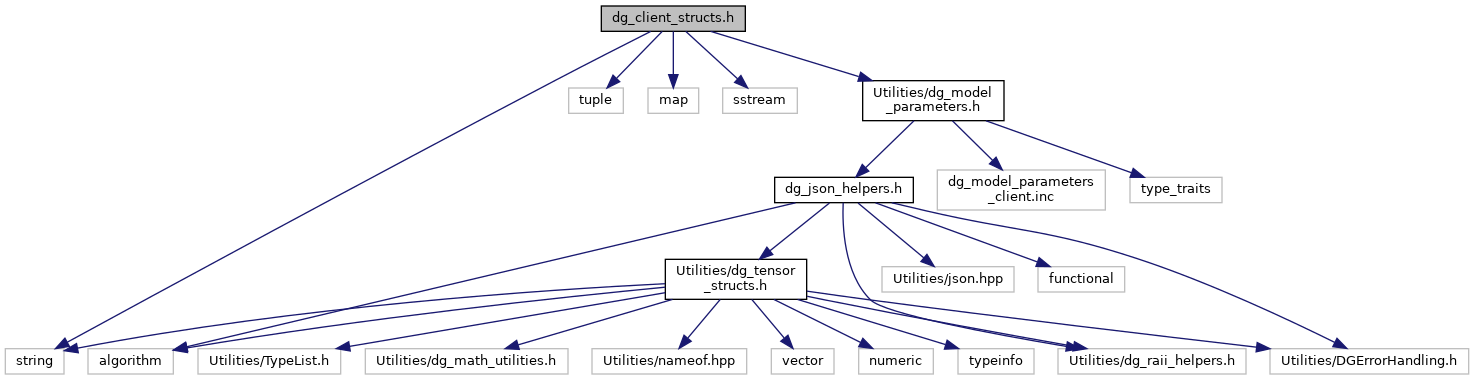 dg_client_structs.h
tuple
map
sstream
Utilities/dg_model
_parameters.h
dg_json_helpers.h
dg_model_parameters
_client.inc
type_traits
Utilities/dg_tensor
_structs.h
Utilities/json.hpp
functional
string
algorithm
Utilities/TypeList.h
Utilities/dg_math_utilities.h
Utilities/nameof.hpp
vector
numeric
typeinfo
Utilities/dg_raii_helpers.h
Utilities/DGErrorHandling.h